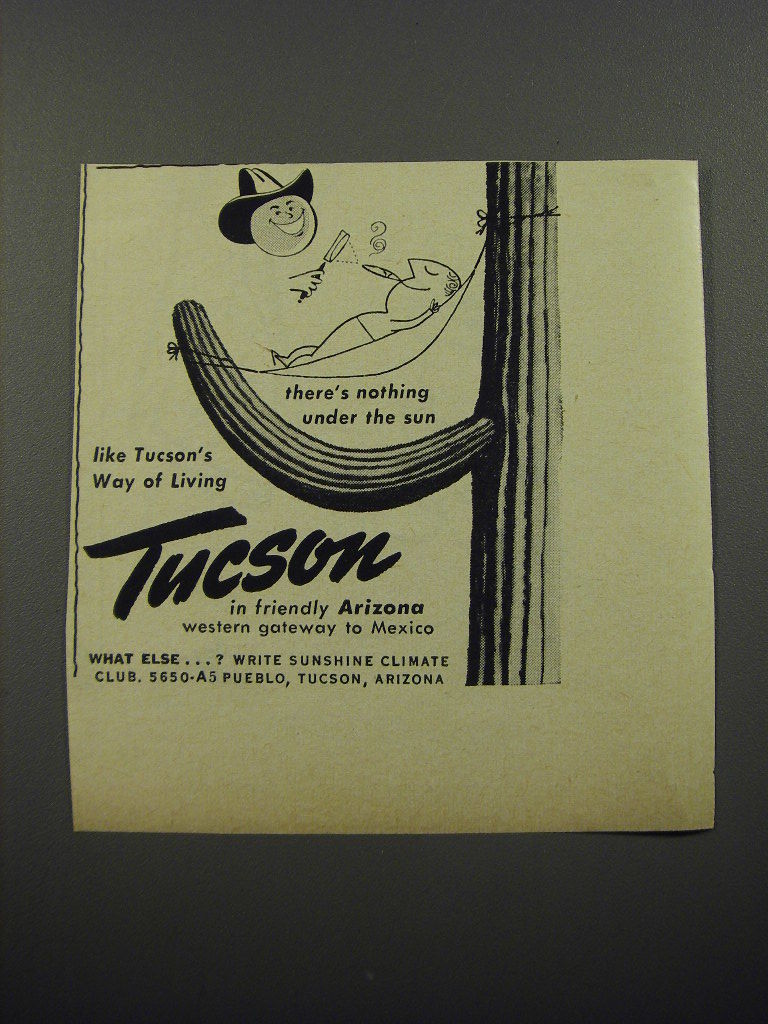 there's nothing
under the sun
like Tucson's
Way of Living
Tucson
in friendly Arizona
western gateway to Mexico
WHAT ELSE...? WRITE SUNSHINE CLIMATE
CLUB. 5650-A5 PUEBLO, TUCSON, ARIZONA